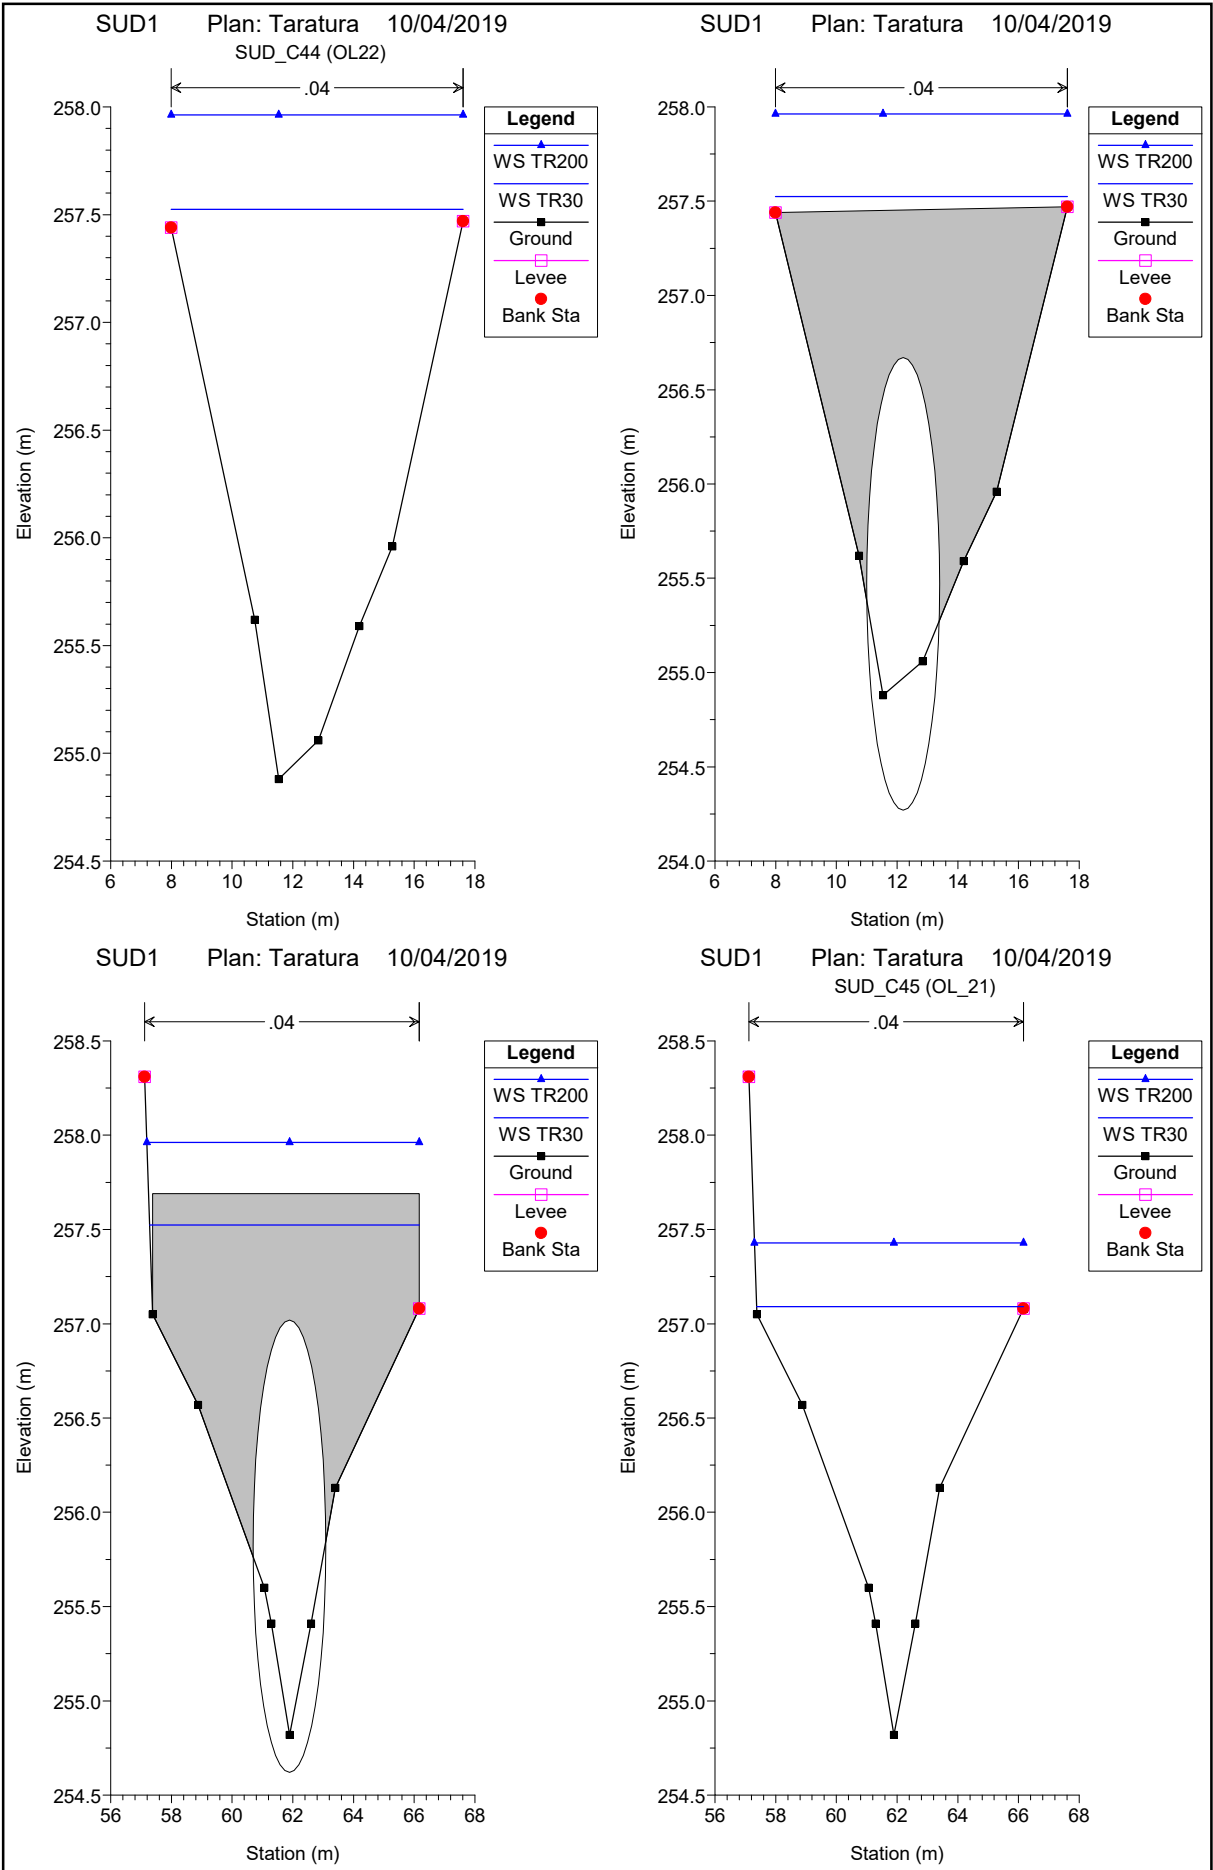 SUD1 Plan: Taratura 10/04/2019
SUD_C44 (OL22)
.04
Legend
WS TR200
WS TR30
Ground
Levee
Bank Sta
258.0
257.5
257.0
256.5
256.0
255.5
255.0
254.5
Elevation (m)
6 8 10 12 14 16 18
Station (m)
SUD1 Plan: Taratura 10/04/2019
.04
Legend
WS TR200
WS TR30
Ground
Levee
Bank Sta
258.0
257.5
257.0
256.5
256.0
255.5
255.0
254.5
254.0
Elevation (m)
6 8 10 12 14 16 18
Station (m)
SUD1 Plan: Taratura 10/04/2019
.04
Legend
WS TR200
WS TR30
Ground
Levee
Bank Sta
258.5
258.0
257.5
257.0
256.5
256.0
255.5
255.0
254.5
Elevation (m)
56 58 60 62 64 66 68
Station (m)
SUD1 Plan: Taratura 10/04/2019
SUD_C45 (OL_21)
.04
Legend
WS TR200
WS TR30
Ground
Levee
Bank Sta
258.5
258.0
257.5
257.0
256.5
256.0
255.5
255.0
254.5
Elevation (m)
56 58 60 62 64 66 68
Station (m)